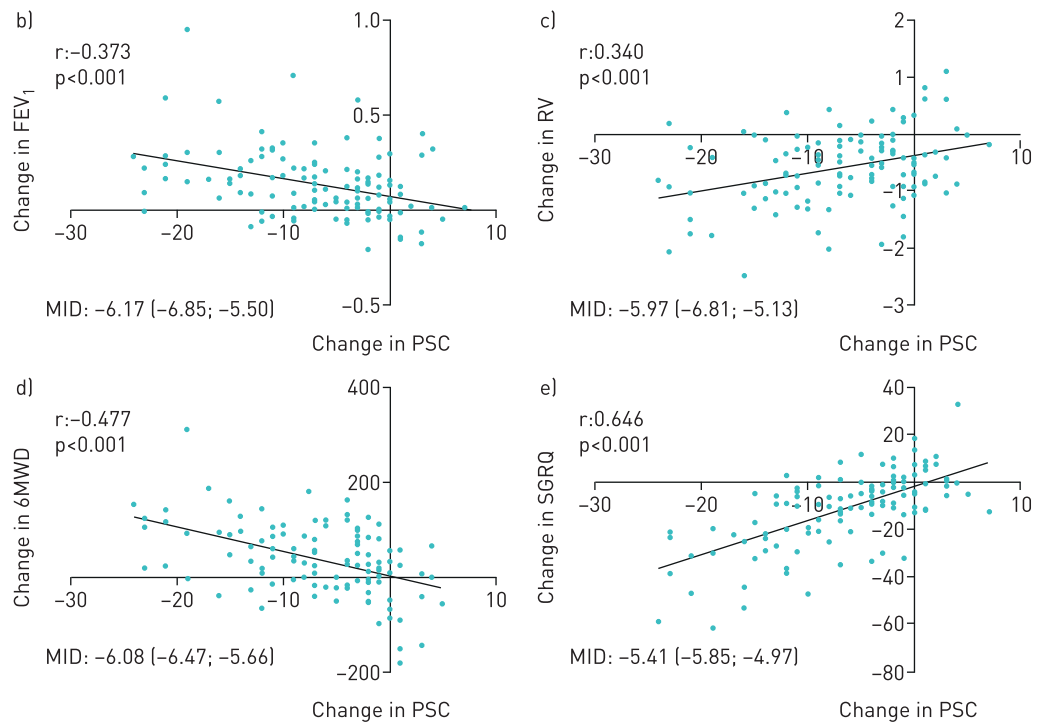 b)
r:–0.373
p<0.001
Change in FEV1
1.0
0.5
–30
–20
–10
10
–0.5
MID: –6.17 (–6.85; –5.50)
Change in PSC
c)
r:0.340
p<0.001
Change in RV
2
1
–30
–20
–10
10
–1
–2
–3
MID: –5.97 (–6.81; –5.13)
Change in PSC
d)
r:–0.477
p<0.001
Change in 6MWD
400
200
–30
–20
–10
10
–200
MID: –6.08 (–6.47; –5.66)
Change in PSC
e)
r:0.646
p<0.001
Change in SGRQ
40
20
–30
–20
–10
10
–20
–40
–60
–80
MID: –5.41 (–5.85; –4.97)
Change in PSC